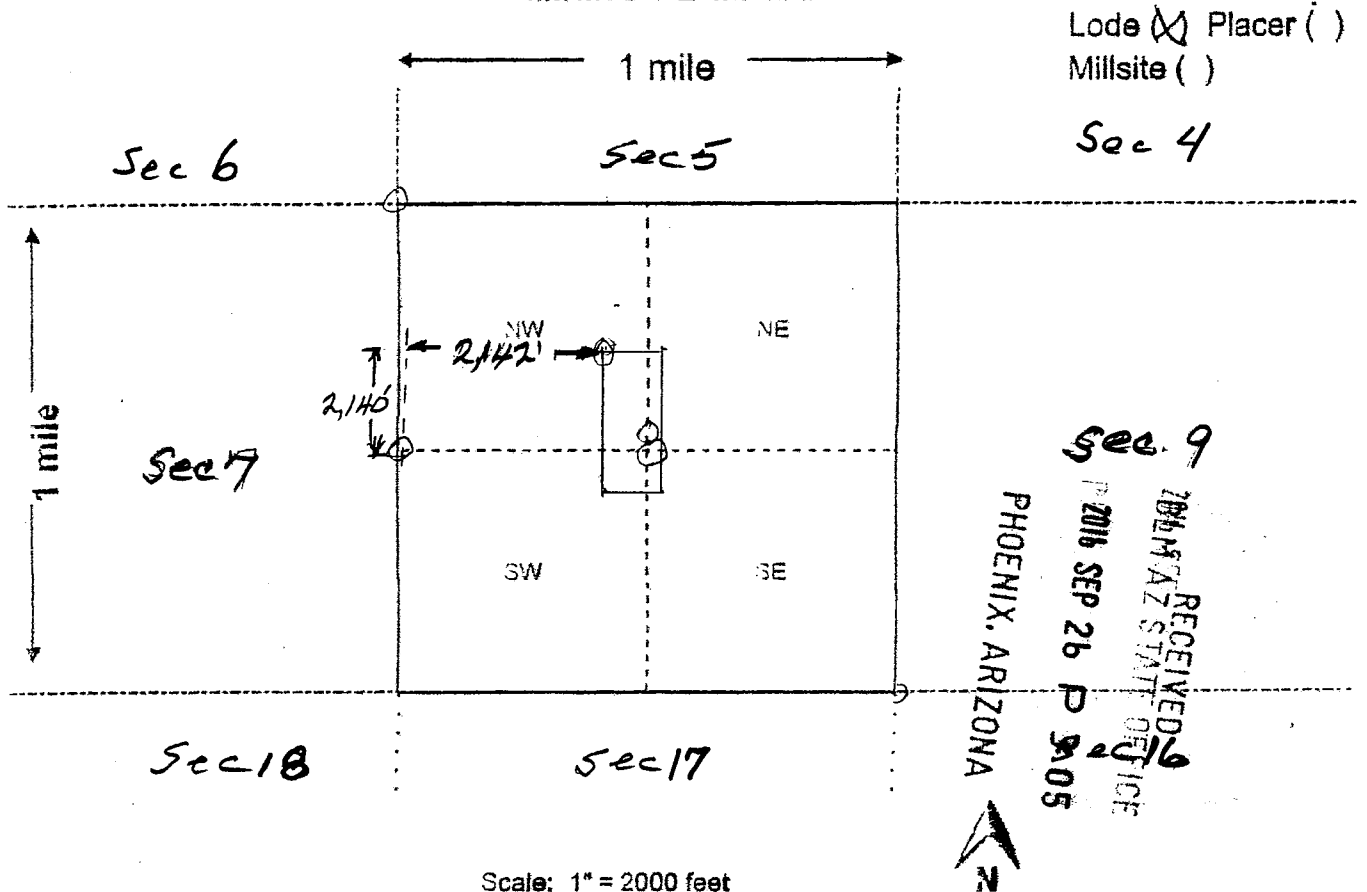 Lode (X) Placer ( )
Millsite ( )
1 mile
Sec 6
Sec 5
Sec 4
1 mile
NW
NE
2,142'
2,140'
Sec 7
Sec. 9
SW
SE
RECEIVED
AZ STATE OFFICE
2016 SEP 26 P
05
PHOENIX, ARIZONA
Sec 18
Sec 17
Sec 16
N
Scale: 1" = 2000 feet